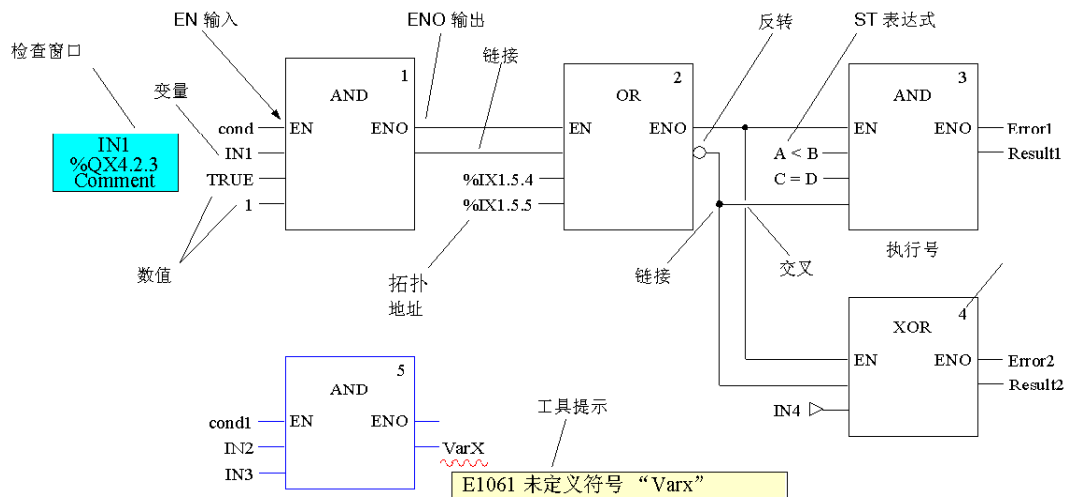 EN 输入
ENO 输出
反转
ST 表达式
检查窗口
链接
变量
1
AND
EN
ENO
cond
IN1
TRUE
1
IN1
%QX4.2.3
Comment
数值
2
OR
EN
ENO
%IX1.5.4
%IX1.5.5
拓扑
地址
链接
交叉
3
AND
EN
ENO
A < B
C = D
Error1
Result1
执行号
4
XOR
EN
ENO
IN4
Error2
Result2
5
AND
EN
ENO
cond1
IN2
IN3
VarX
工具提示
E1061 未定义符号 “Varx”